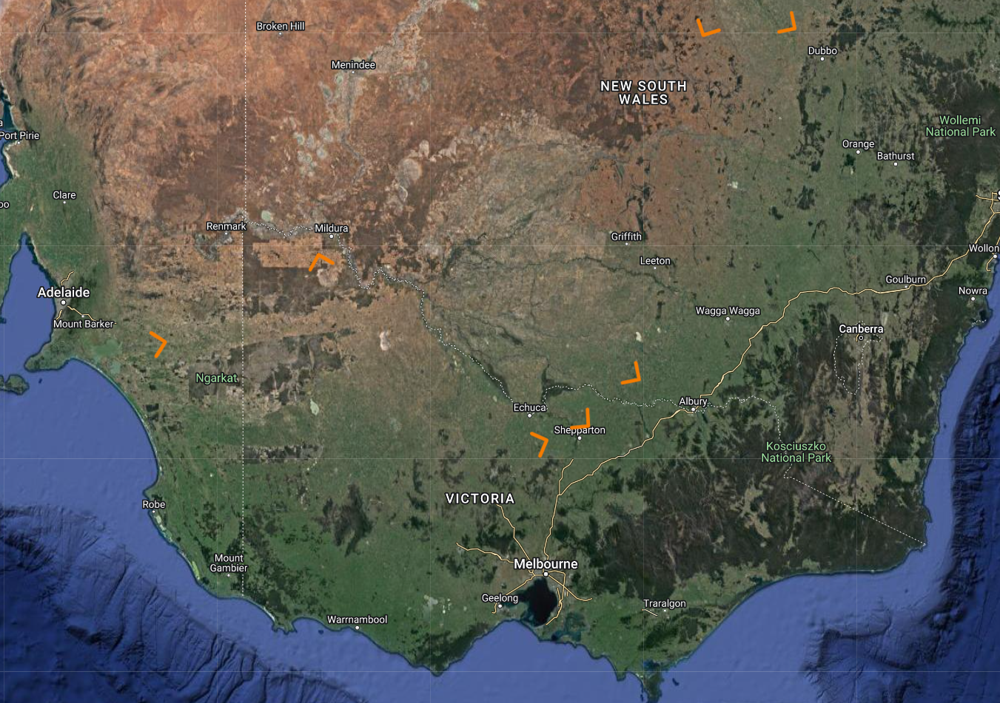 Broken Hill
Dubbo
Menindee
NEW SOUTH
WALES
Wollemi
National Park
Port Pirie
Orange
Bathurst
Clare
oo
Renmark
Mildura
Griffith
Wollon
Leeton
Goulburn
Nowra
Adelaide
Wagga Wagga
Mount Barker
Canberra
Ngarkat
Albury
Echuca
Shepparton
Kosciuszko
National Park
VICTORIA
Robe
Mount
Gambier
Melbourne
Geelong
Traralgon
Warrnambool